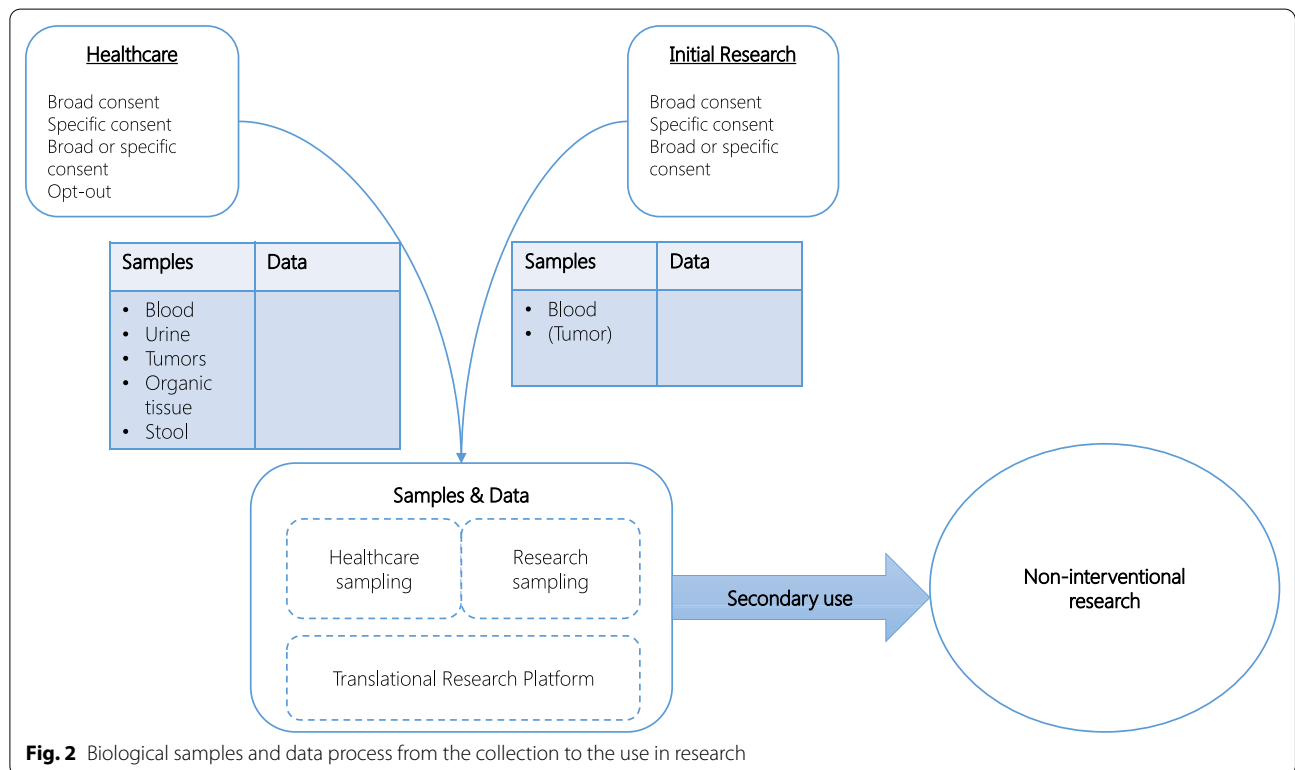 Healthcare
Broad consent
Specific consent
Broad or specific
consent
Opt-out
Initial Research
Broad consent
Specific consent
Broad or specific
consent
Samples Data
• Blood
• Urine
• Tumors
• Organic
tissue
• Stool
Samples Data
• Blood
• (Tumor)
Samples & Data
Healthcare
sampling
Research
sampling
Translational Research Platform
Secondary use
Non-interventional
research
Fig. 2 Biological samples and data process from the collection to the use in research